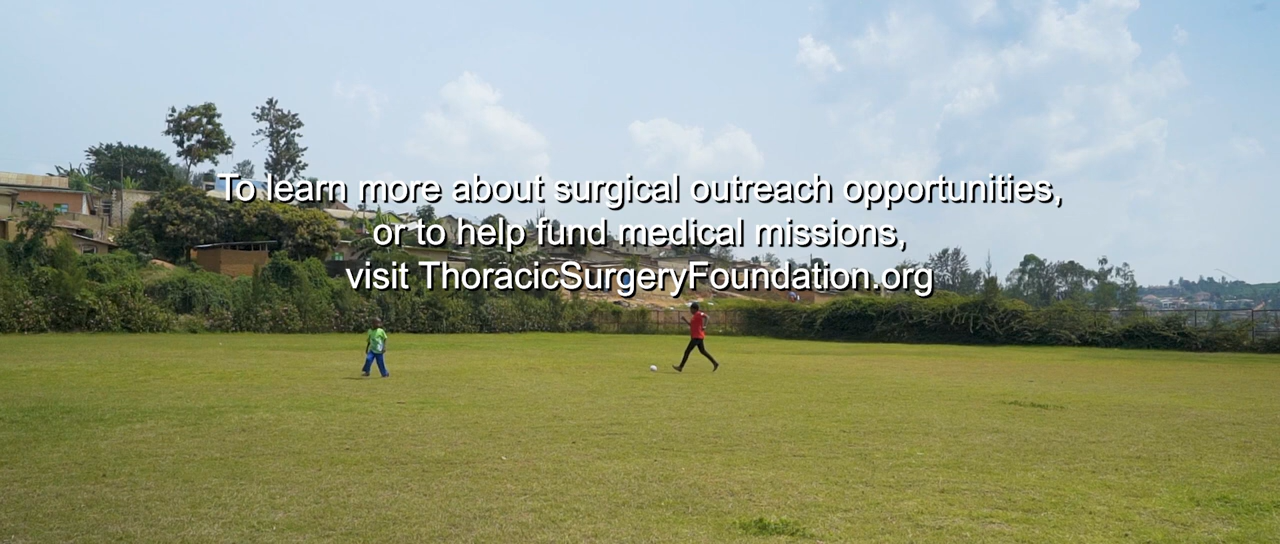 To learn more about surgical outreach opportunities,
or to help fund medical missions,
visit ThoracicSurgeryFoundation.org